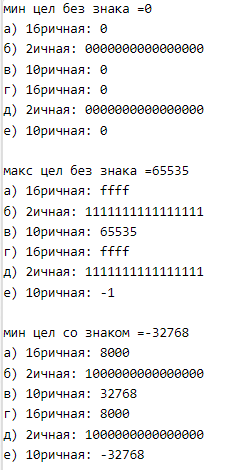 мин цел без знака =0
а) 16ричная: 0
б) 2ичная: 0000000000000000
в) 10ричная: 0
г) 16ричная: 0
д) 2ичная: 0000000000000000
е) 10ричная: 0
макс цел без знака =65535
а) 16ричная: ffff
б) 2ичная: 1111111111111111
в) 10ричная: 65535
г) 16ричная: ffff
д) 2ичная: 1111111111111111
е) 10ричная: -1
мин цел со знаком =-32768
а) 16ричная: 8000
б) 2ичная: 1000000000000000
в) 10ричная: 32768
г) 16ричная: 8000
д) 2ичная: 1000000000000000
е) 10ричная: -32768